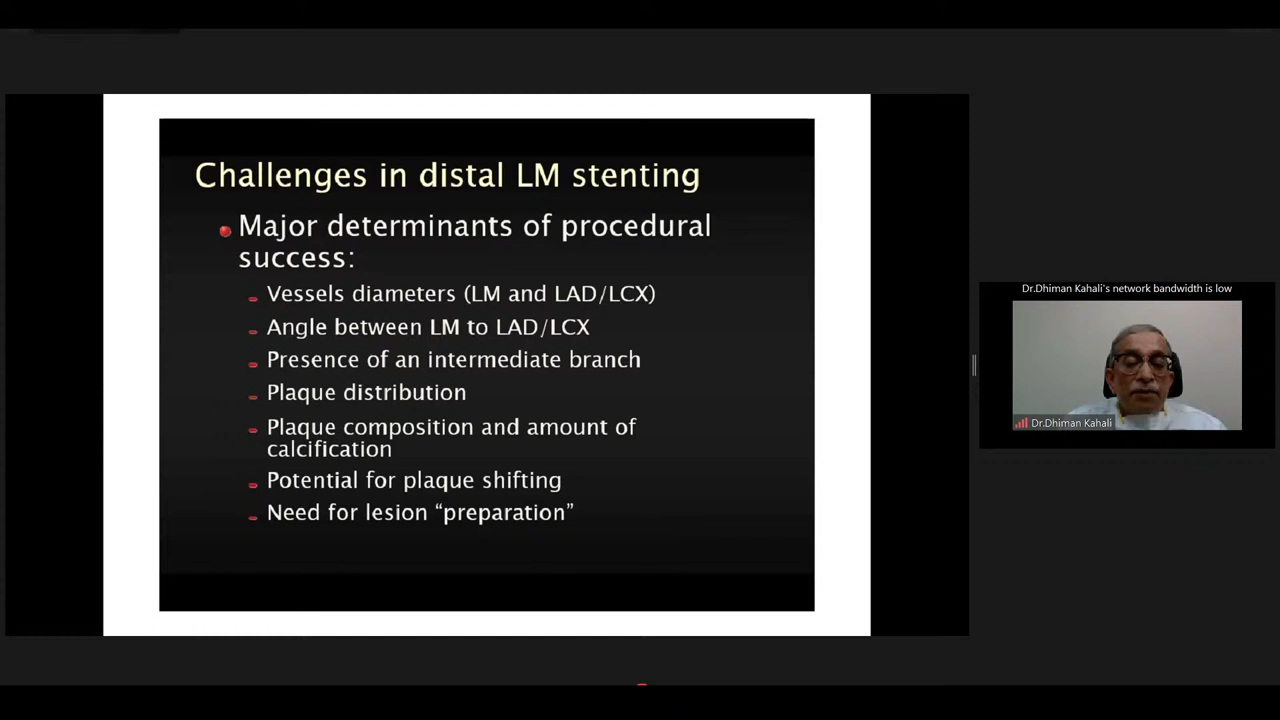 Challenges in distal LM stenting
Major determinants of procedural
success:
Vessels diameters (LM and LAD/LCX)
Angle between LM to LAD/LCX
Presence of an intermediate branch
Plaque distribution
Plaque composition and amount of
calcification
Potential for plaque shifting
Need for lesion “preparation”
Dr.Dhiman Kahali's network bandwidth is low
Dr.Dhiman Kahali